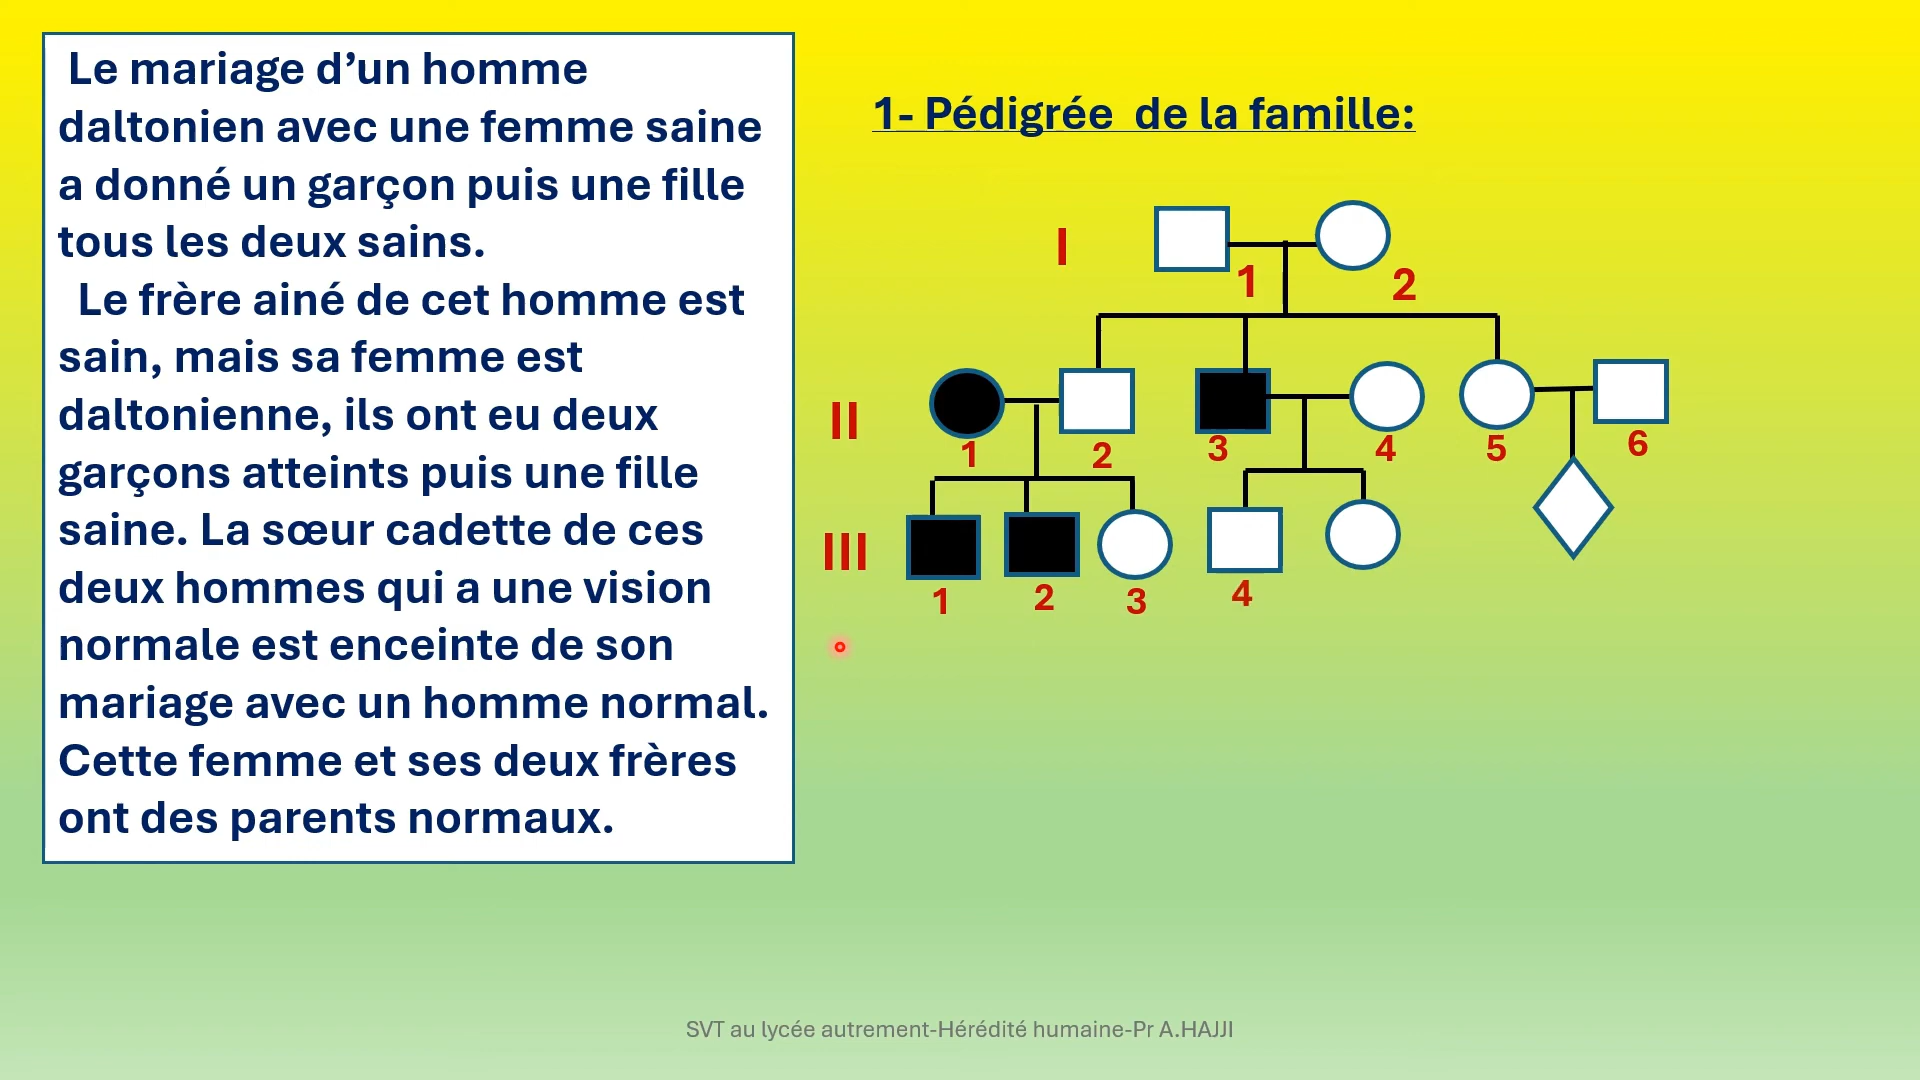 Le mariage d’un homme
daltonien avec une femme saine
a donné un garçon puis une fille
tous les deux sains.
Le frère ainé de cet homme est
sain, mais sa femme est
daltonienne, ils ont eu deux
garçons atteints puis une fille
saine. La sœur cadette de ces
deux hommes qui a une vision
normale est enceinte de son
mariage avec un homme normal.
Cette femme et ses deux frères
ont des parents normaux.
1- Pédigrée de la famille:
I
1
2
II
1
2
3
4
5
6
III
1
2
3
4
SVT au lycée autrement-Hérédité humaine-Pr A.HAJJI